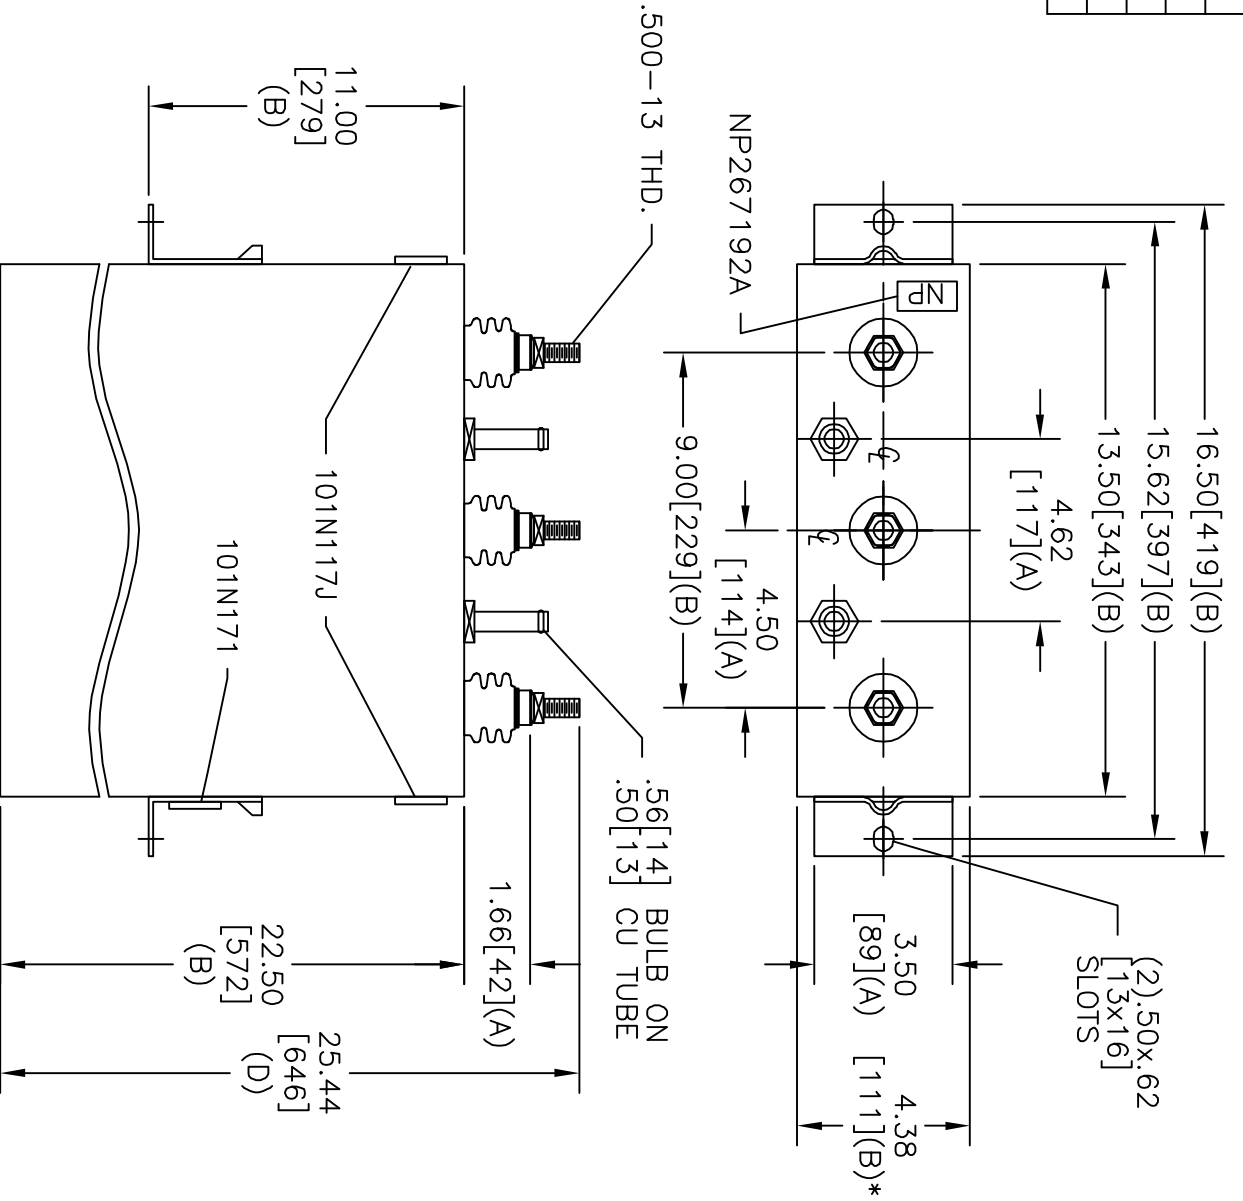 16.50[419](B)
15.62[397](B)
13.50[343](B)
4.62
[117](A)
(2).50x.62
[13x16]
SLOTS
NP
CL
CL
3.50
[89](A)
4.38
[111](B)*
4.50
[114](A)
9.00[229](B)
NP267192A
.500-13 THD.
.56[14] BULB ON
.50[13] CU TUBE
1.66[42](A)
11.00
[279]
(B)
101N117J
101N171
22.50
[572]
(B)
25.44
[646]
(D)